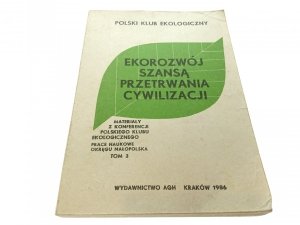 POLSKI KLUB EKOLOGICZNY
EKOROZWÓJ
SZANSĄ
PRZETRWANIA
CYWILIZACJI
MATERIAŁY
Z KONFERENCJI
POLSKIEGO KLUBU
EKOLOGICZNEGO
PRACE NAUKOWE
OKRĘGU MAŁOPOLSKA
TOM 3
WYDAWNICTWO AGH KRAKÓW 1986